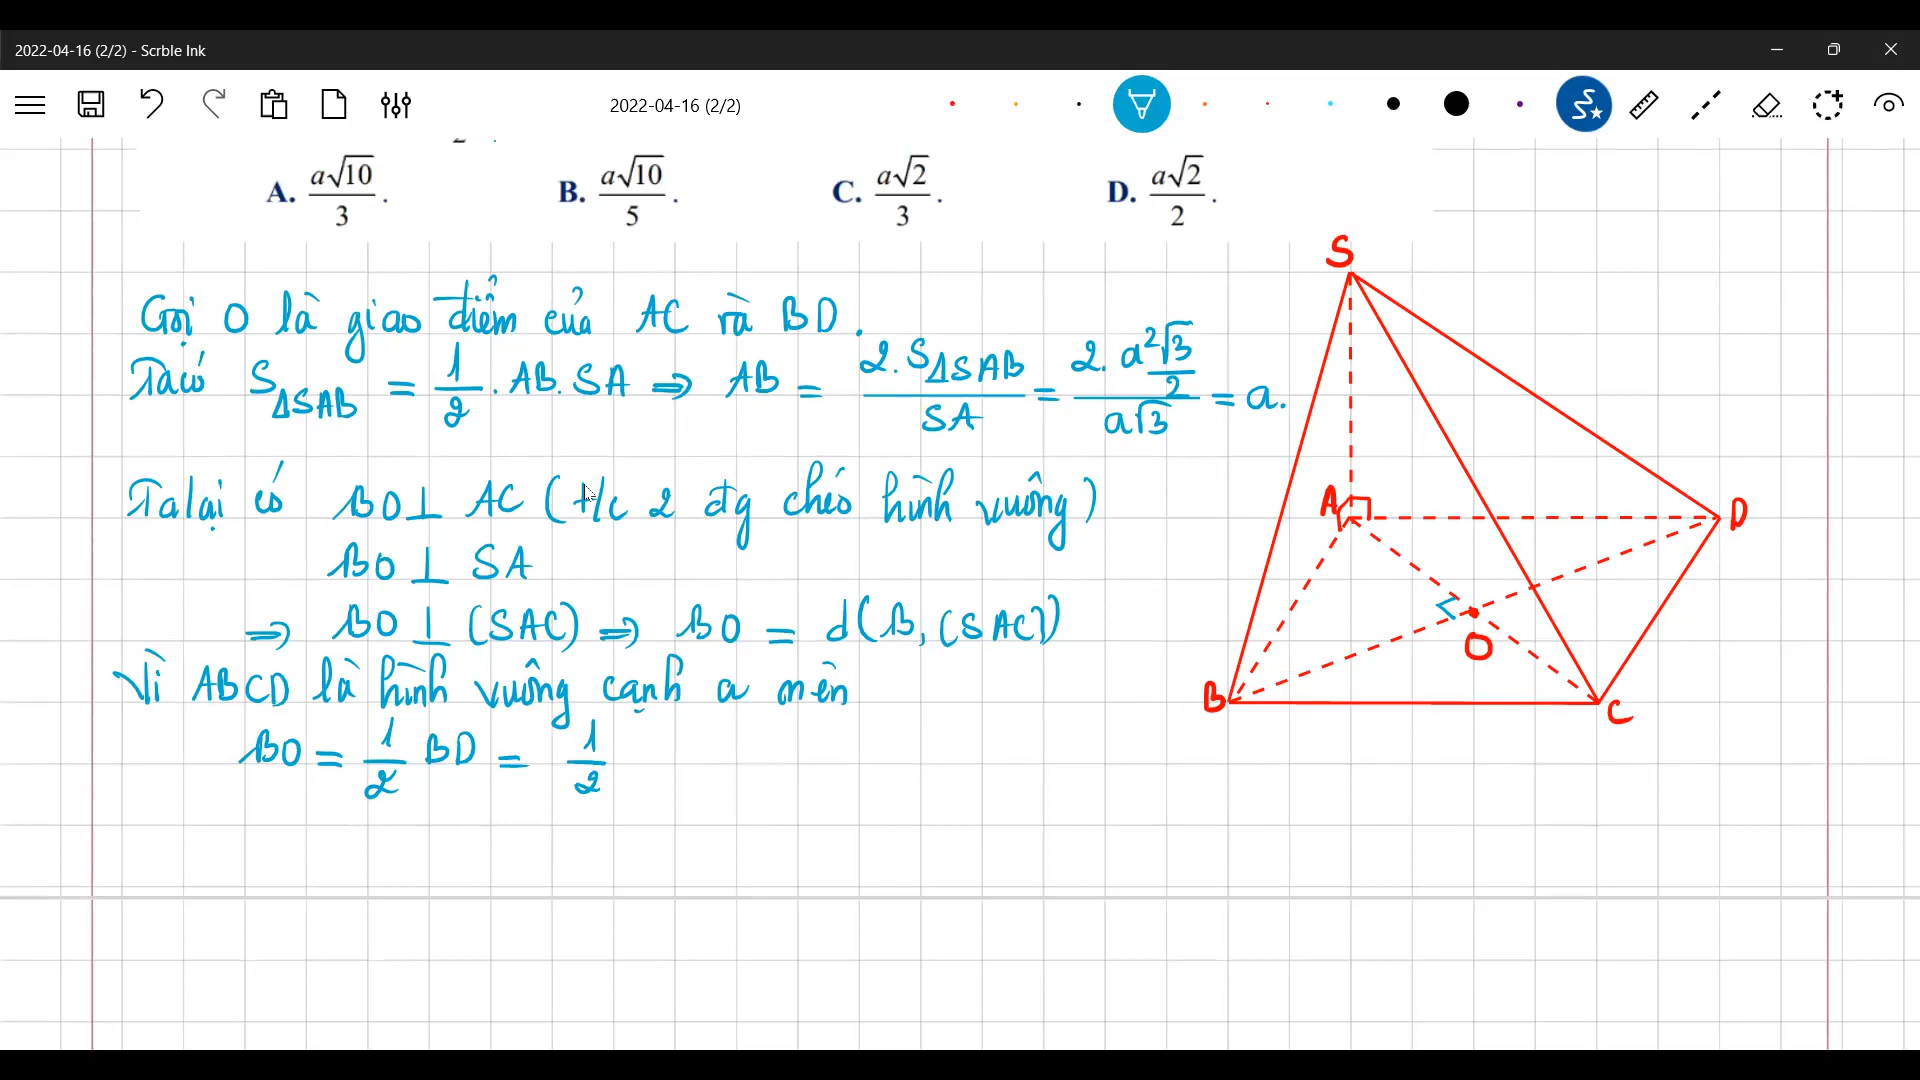 2022-04-16 (2/2) - Scrble Ink
2022-04-16 (2/2)
A. a√10/3 . B. a√10/5 . C. a√2/3 . D. a√2/2 .
Gọi O là giao điểm của AC và BD.
Ta có S_ΔSAB = 1/2 . AB. SA ⇒ AB = 2.S_ΔSAB/SA = 2. a²√3/2 / a√3 = a.
Ta lại có BO ⊥ AC (t/c 2 đg chéo hình vuông)
BO ⊥ SA
⇒ BO ⊥ (SAC) ⇒ BO = d(B, (SAC))
Vì ABCD là hình vuông cạnh a nên
BO = 1/2 BD = 1/2
S
A
D
O
B
C